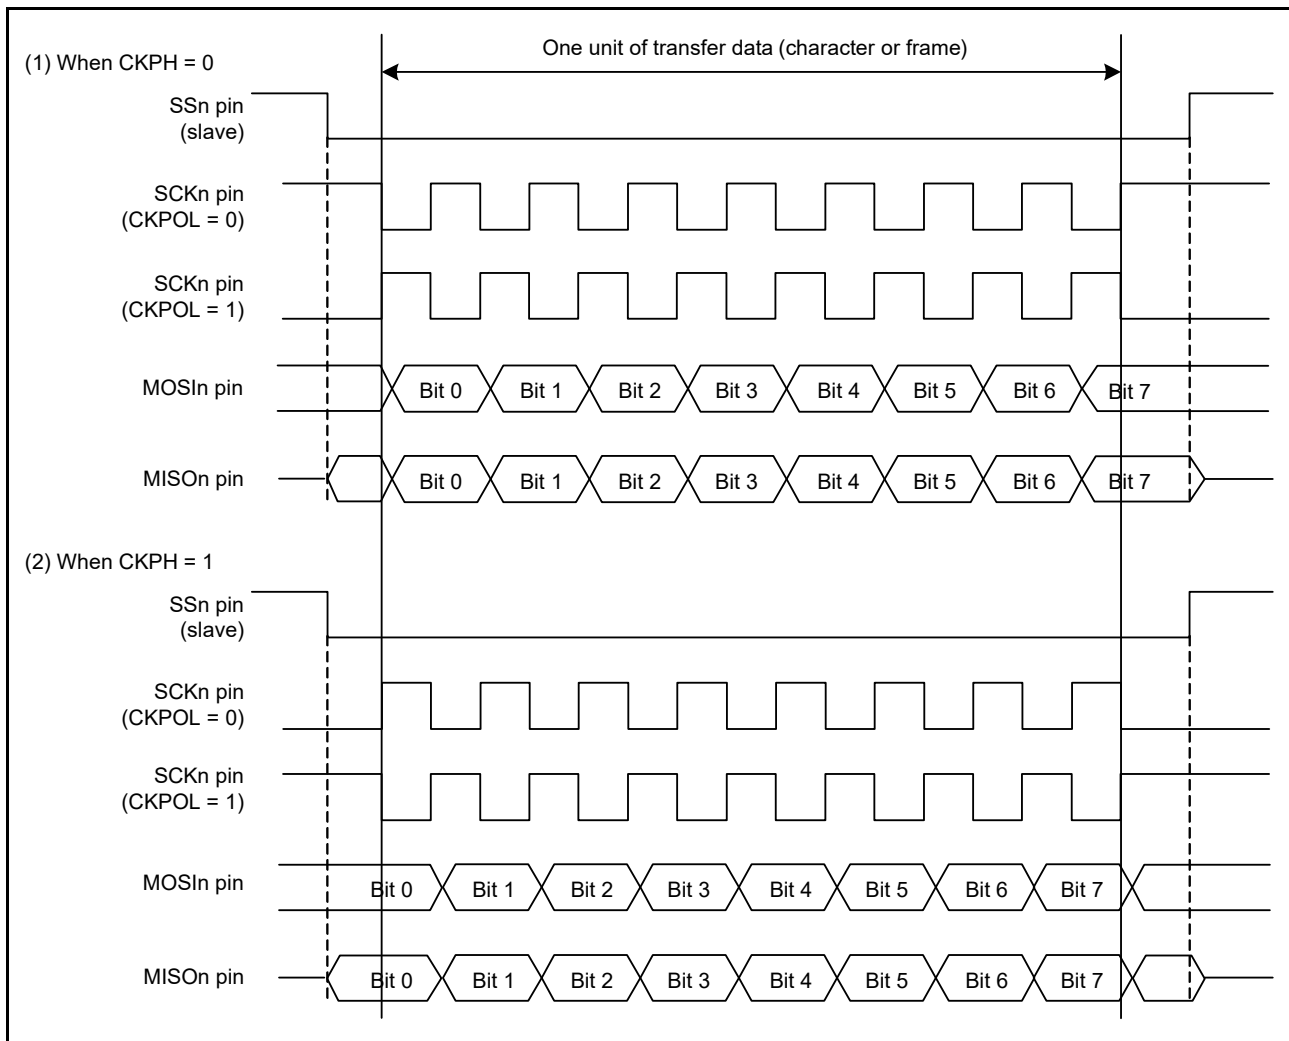 One unit of transfer data (character or frame)
(1) When CKPH = 0
SSn pin
(slave)
SCKn pin
(CKPOL = 0)
SCKn pin
(CKPOL = 1)
MOSIn pin
Bit 0 Bit 1 Bit 2 Bit 3 Bit 4 Bit 5 Bit 6 Bit 7
MISOn pin
Bit 0 Bit 1 Bit 2 Bit 3 Bit 4 Bit 5 Bit 6 Bit 7
(2) When CKPH = 1
SSn pin
(slave)
SCKn pin
(CKPOL = 0)
SCKn pin
(CKPOL = 1)
MOSIn pin
Bit 0 Bit 1 Bit 2 Bit 3 Bit 4 Bit 5 Bit 6 Bit 7
MISOn pin
Bit 0 Bit 1 Bit 2 Bit 3 Bit 4 Bit 5 Bit 6 Bit 7